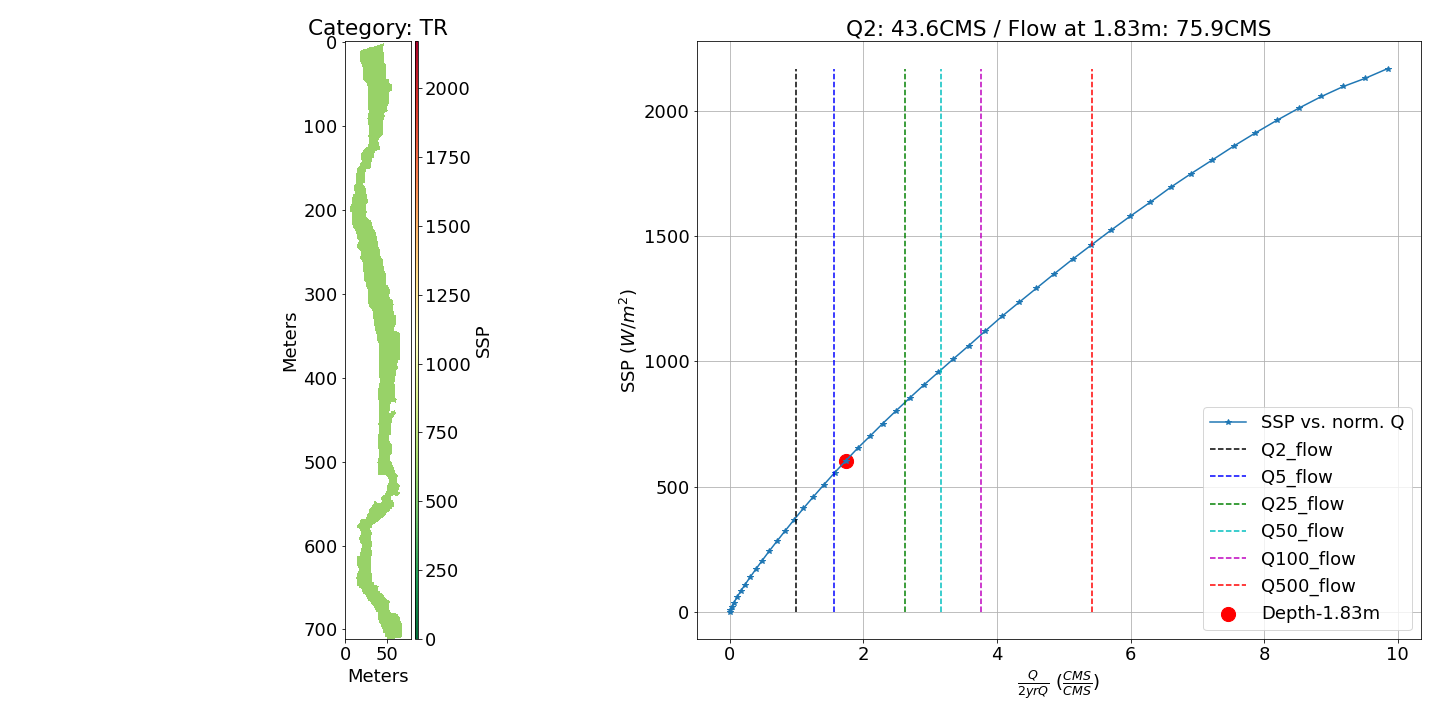 Category: TR
0
100
200
300
400
500
600
700
Meters
0
50
Meters
2000
1750
1500
1250
1000
750
500
250
0
SSP
Q2: 43.6CMS / Flow at 1.83m: 75.9CMS
2000
1500
1000
500
0
SSP (W/m²)
0
2
4
6
8
10
Q/2yrQ (CMS/CMS)
SSP vs. norm. Q
Q2_flow
Q5_flow
Q25_flow
Q50_flow
Q100_flow
Q500_flow
Depth-1.83m